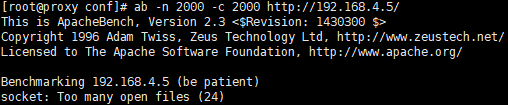 [root@proxy conf]# ab -n 2000 -c 2000 http://192.168.4.5/
This is ApacheBench, Version 2.3 <$Revision: 1430300 $>
Copyright 1996 Adam Twiss, Zeus Technology Ltd, http://www.zeustech.net/
Licensed to The Apache Software Foundation, http://www.apache.org/

Benchmarking 192.168.4.5 (be patient)
socket: Too many open files (24)